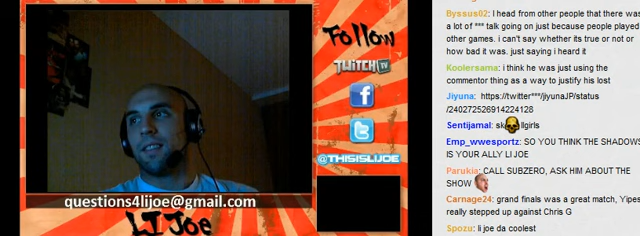 Follow
TWITCH TV
@THISISLIJOE
questions4lijoe@gmail.com
LI Joe
Byssus02: I head from other people that there was
a lot of *** talk going on just because people played
other games. i can't say whether its true or not or
how bad it was. just saying i heard it
Koolersama: i think he was just using the
commentor thing as a way to justify his lost
Jiyuna: https://twitter***/jiyunaJP/status
/240272526914224128
Sentijamal: sk llgirls
Emp_wwesportz: SO YOU THINK THE SHADOWS
IS YOUR ALLY LI JOE
Parukia: CALL SUBZERO, ASK HIM ABOUT THE
SHOW
Carnage24: grand finals was a great match, Yipes
really stepped up against Chris G
Spozu: li joe da coolest